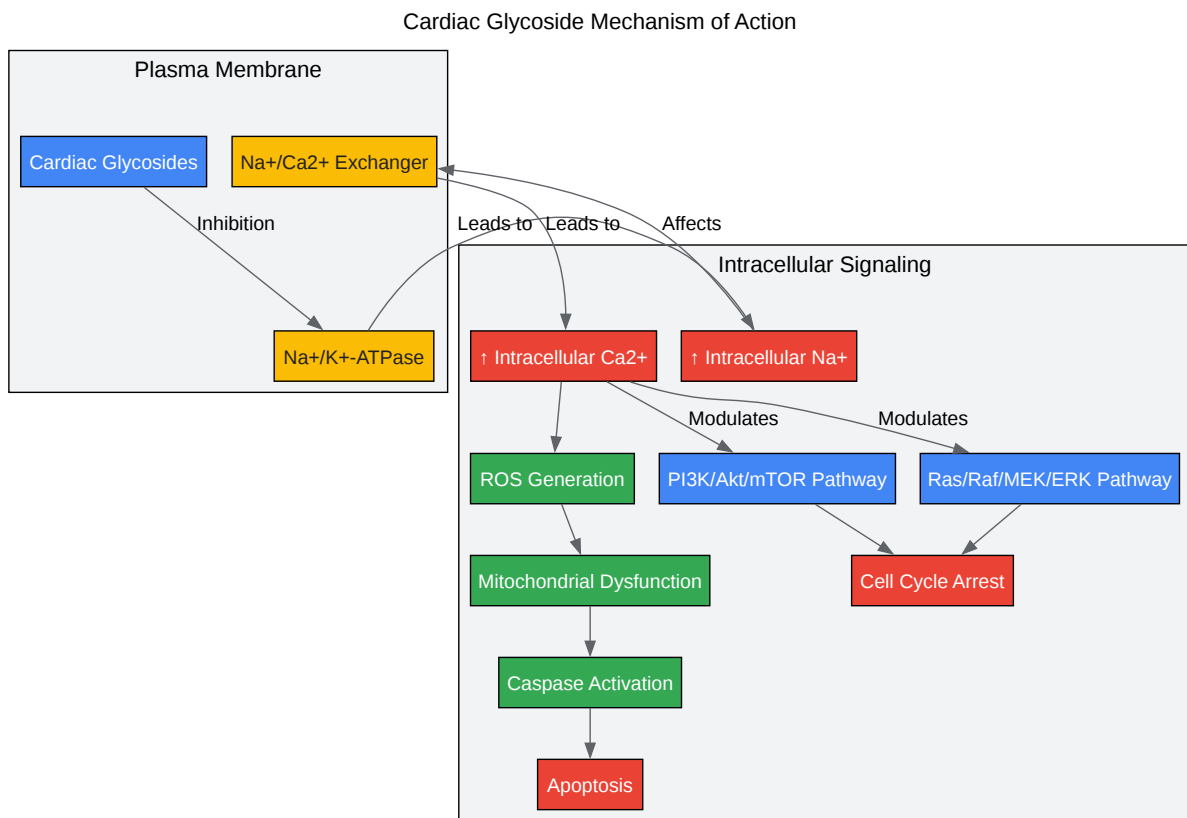 Cardiac Glycoside Mechanism of Action
Plasma Membrane
Cardiac Glycosides
Na+/Ca2+ Exchanger
Inhibition
Leads to
Leads to
Affects
Intracellular Signaling
Na+/K+-ATPase
↑ Intracellular Ca2+
↑ Intracellular Na+
Modulates
Modulates
ROS Generation
PI3K/Akt/mTOR Pathway
Ras/Raf/MEK/ERK Pathway
Mitochondrial Dysfunction
Cell Cycle Arrest
Caspase Activation
Apoptosis